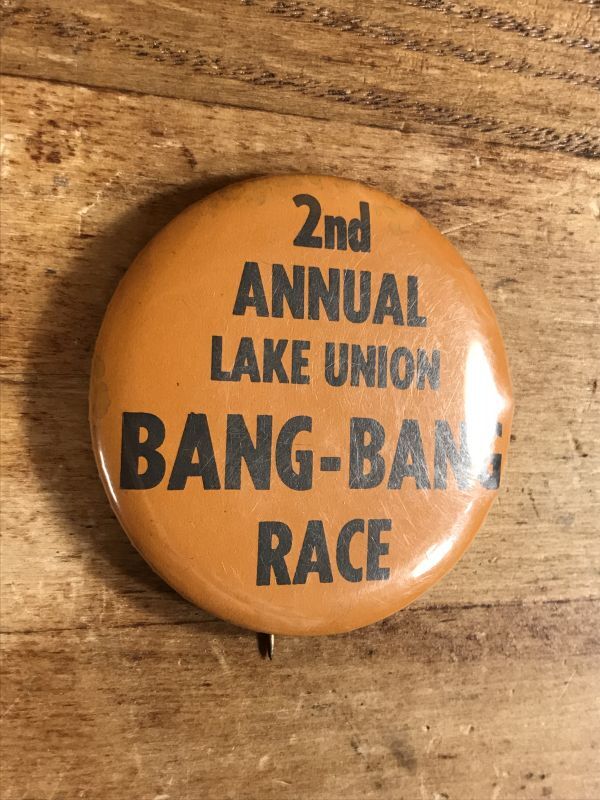 2nd
ANNUAL
LAKE UNION
BANG-BANG
RACE